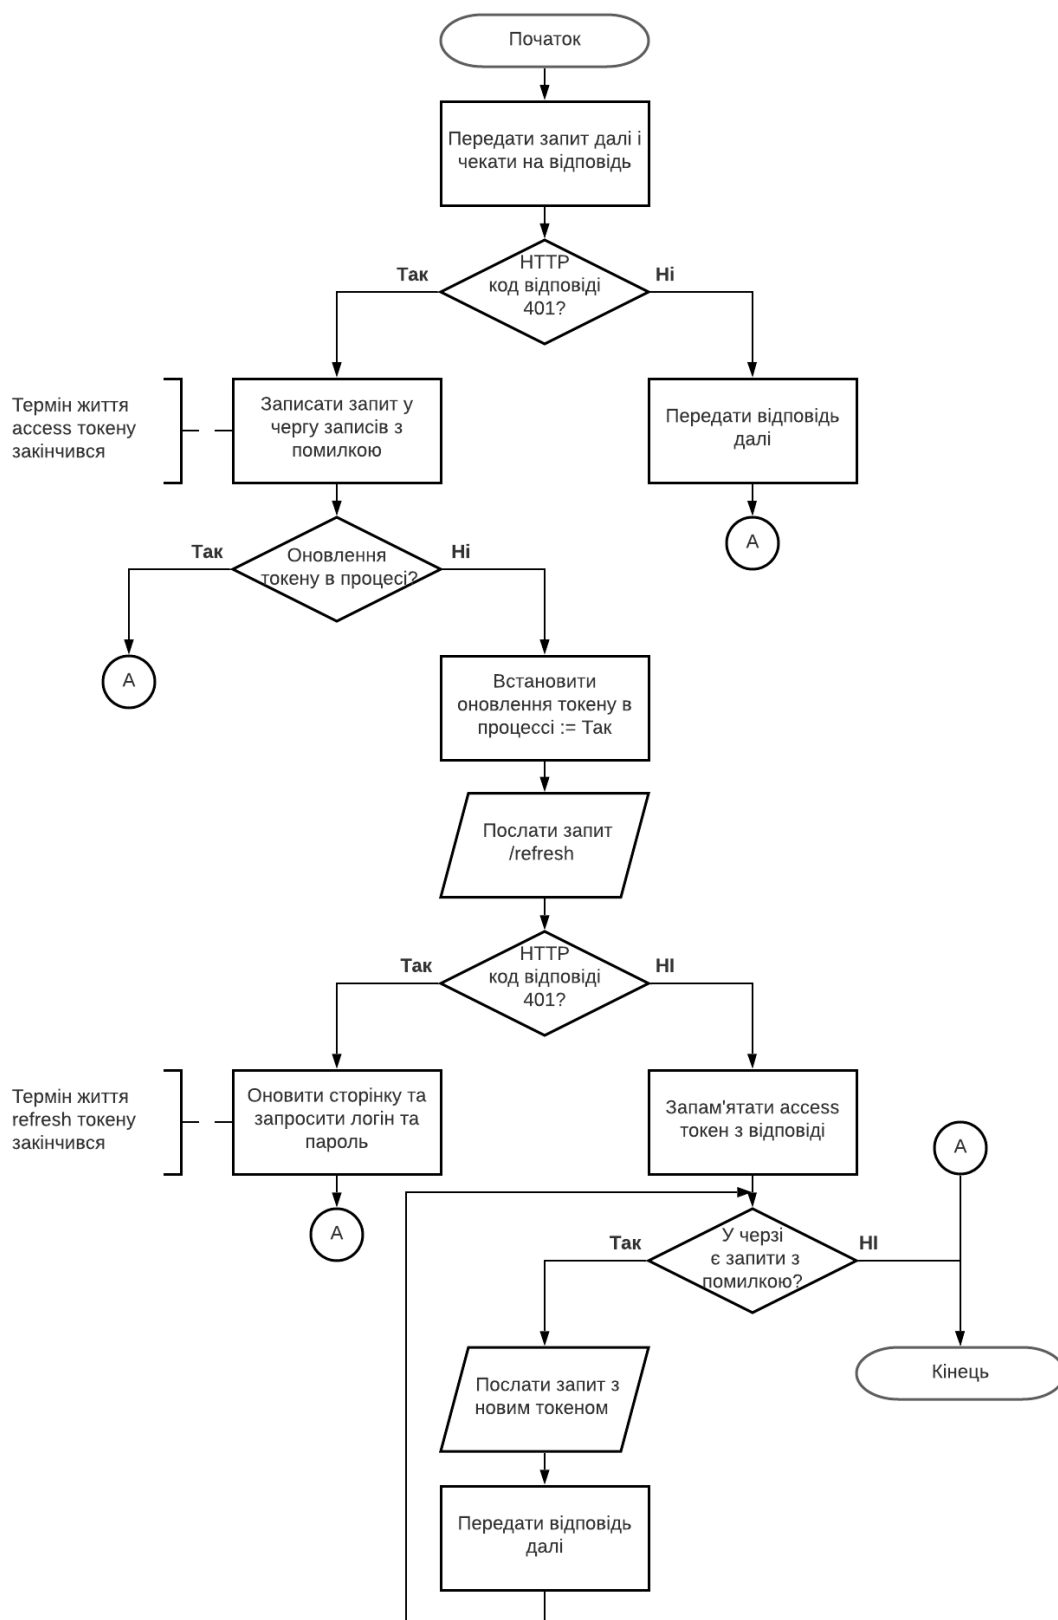 Початок
Передати запит далі і
чекати на відповідь
HTTP
код відповіді
401?
Так
Ні
Термін життя
access токену
закінчився
Записати запит у
чергу записів з
помилкою
Передати відповідь
далі
A
Оновлення
токену в процесі?
Так
Ні
A
Встановити
оновлення токену в
процессі := Так
Послати запит
/refresh
HTTP
код відповіді
401?
Так
НІ
Термін життя
refresh токену
закінчився
Оновити сторінку та
запросити логін та
пароль
Запам'ятати access
токен з відповіді
A
A
У черзі
є запити з
помилкою?
Так
НІ
Послати запит з
новим токеном
Кінець
Передати відповідь
далі